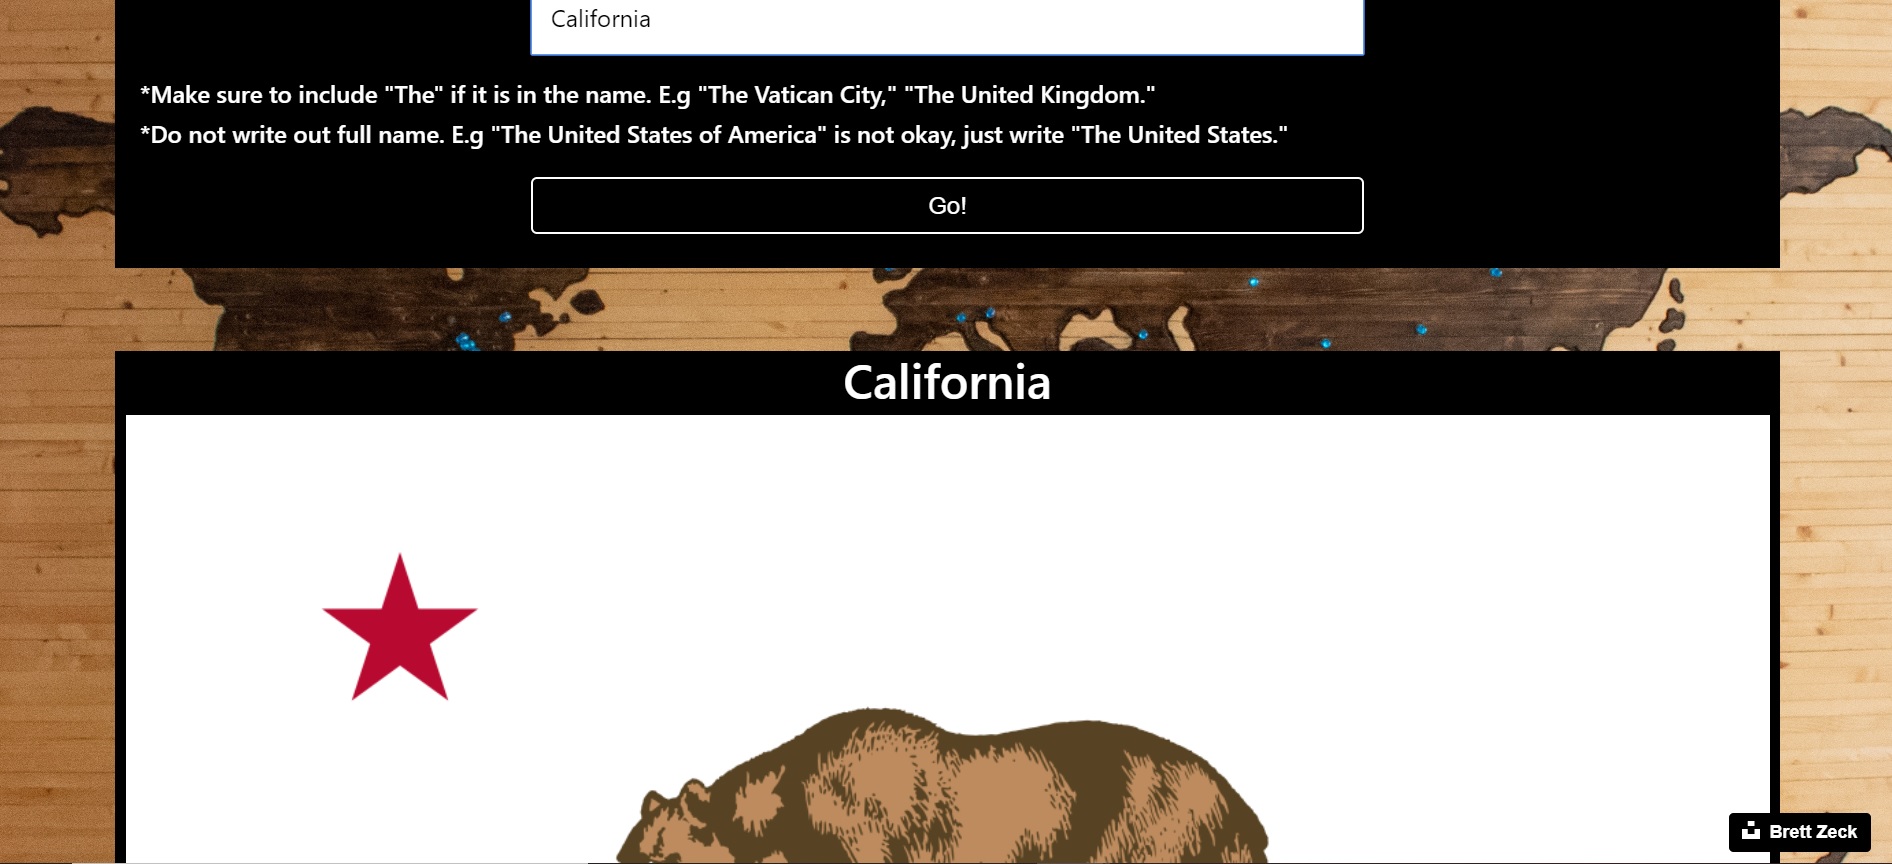 California
*Make sure to include "The" if it is in the name. E.g "The Vatican City," "The United Kingdom."
*Do not write out full name. E.g "The United States of America" is not okay, just write "The United States."
Go!
California
Brett Zeck